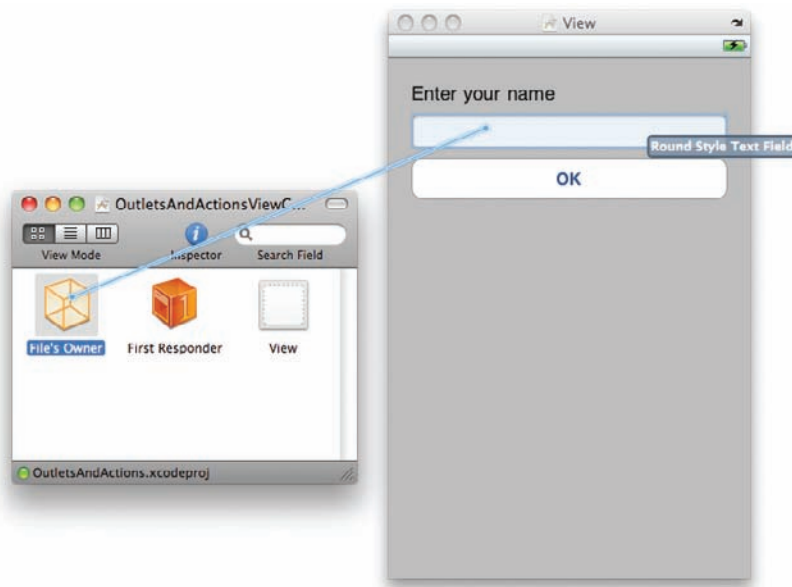 View
Enter your name
Round Style Text Field
OK
OutletsAndActionsViewC...
View Mode
Inspector
Search Field
File's Owner
First Responder
1
View
OutletsAndActions.xcodeproj